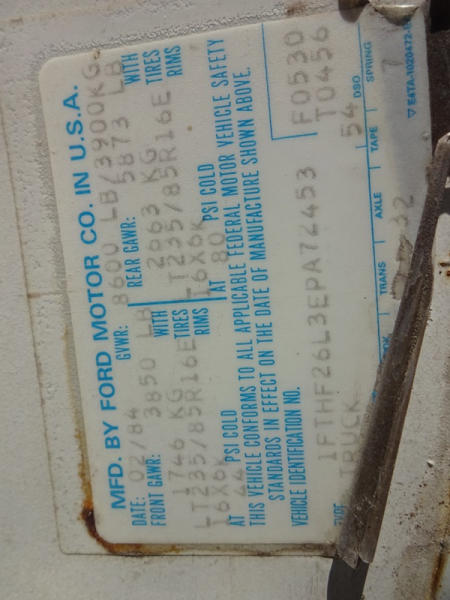 MFD. BY FORD MOTOR CO. IN U.S.A.
DATE: 02/84 GVWR: 8600 LB/3900KG
FRONT GAWR: 3850 LB REAR GAWR: 5873 LB
1746 KG WITH 2663 KG WITH
LT235/85R16E TIRES LT235/85R16E TIRES
16X6K RIMS 16X6K RIMS
AT 44 PSI COLD AT 80 PSI COLD
THIS VEHICLE CONFORMS TO ALL APPLICABLE FEDERAL MOTOR VEHICLE SAFETY
STANDARDS IN EFFECT ON THE DATE OF MANUFACTURE SHOWN ABOVE.
VEHICLE IDENTIFICATION NO.
F0530
1FTHF26L3EPA72453 T0456
TRUCK 54
TYPE DSO
TRANS AXLE TAPE SPRING
32 7
▽ E4TA-1020472-